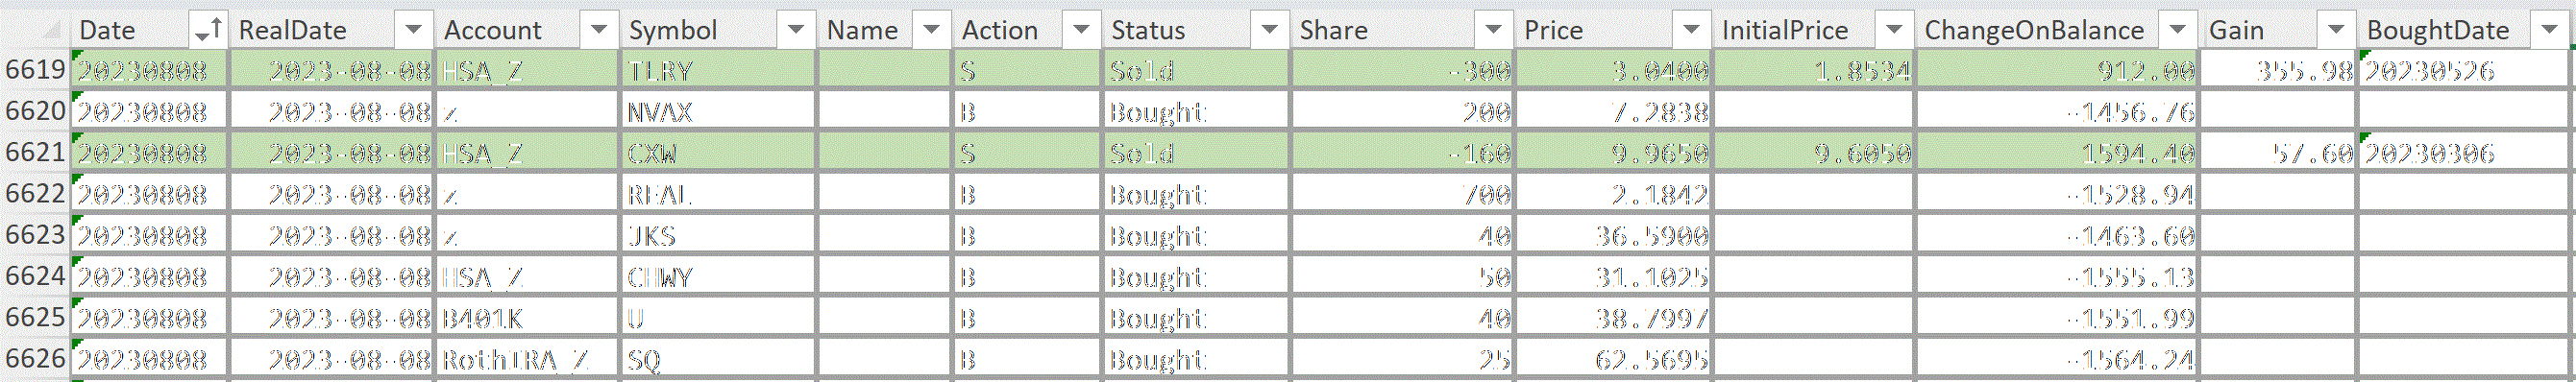 Date RealDate Account Symbol Name Action Status Share Price InitialPrice ChangeOnBalance Gain BoughtDate
6619 20230808 2023-08-08 HSA_Z TLRY S Sold -300 3.0400 1.8534 912.00 355.98 20230526
6620 20230808 2023-08-08 z NVAX B Bought 200 7.2838 -1456.76
6621 20230808 2023-08-08 HSA_Z CXW S Sold -160 9.9650 9.6050 1594.40 57.60 20230306
6622 20230808 2023-08-08 z REAL B Bought 700 2.1842 -1528.94
6623 20230808 2023-08-08 z JKS B Bought 40 36.5900 -1463.60
6624 20230808 2023-08-08 HSA_Z CHWY B Bought 50 31.1025 -1555.13
6625 20230808 2023-08-08 B401K U B Bought 40 38.7997 -1551.99
6626 20230808 2023-08-08 RothIRA_Z SQ B Bought 25 62.5695 -1564.24